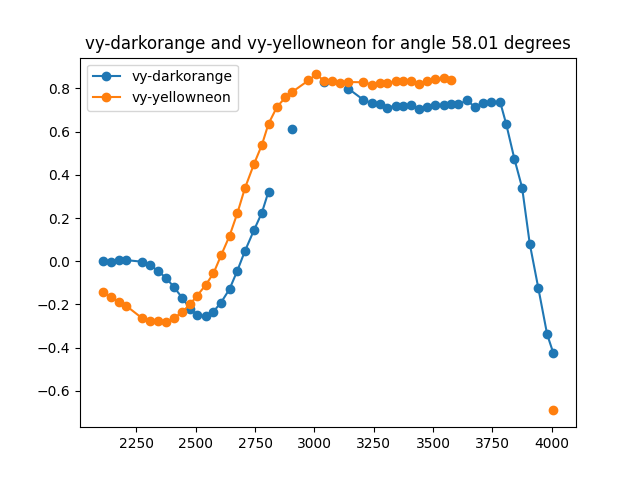 vy-darkorange and vy-yellowneon for angle 58.01 degrees
vy-darkorange
vy-yellowneon
0.8
0.6
0.4
0.2
0.0
−0.2
−0.4
−0.6
2250 2500 2750 3000 3250 3500 3750 4000